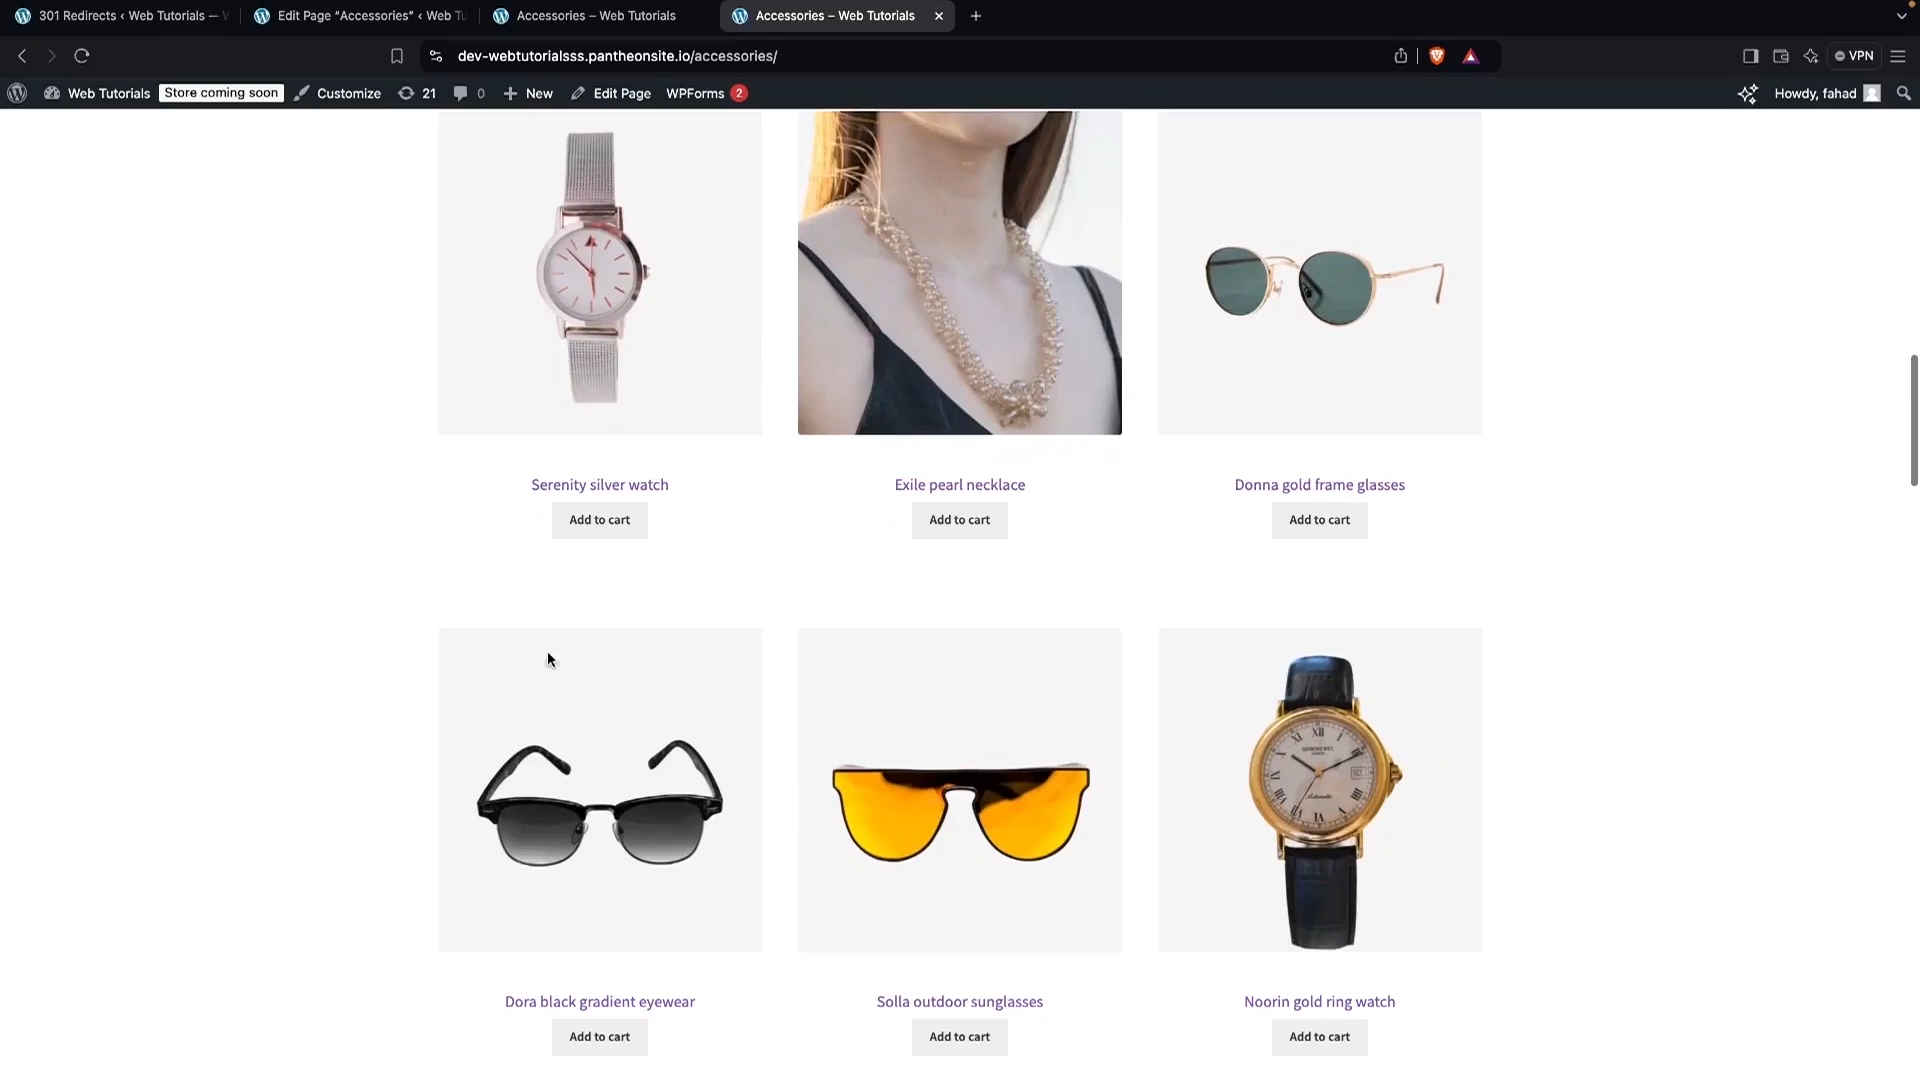 301 Redirects ‹ Web Tutorials —
Edit Page “Accessories” ‹ Web Tu
Accessories – Web Tutorials
Accessories – Web Tutorials
dev-webtutorialsss.pantheonsite.io/accessories/
VPN
Web Tutorials
Store coming soon
Customize
21
0
New
Edit Page
WPForms 2
Howdy, fahad
Serenity silver watch
Exile pearl necklace
Donna gold frame glasses
Add to cart
Add to cart
Add to cart
Dora black gradient eyewear
Solla outdoor sunglasses
Noorin gold ring watch
Add to cart
Add to cart
Add to cart